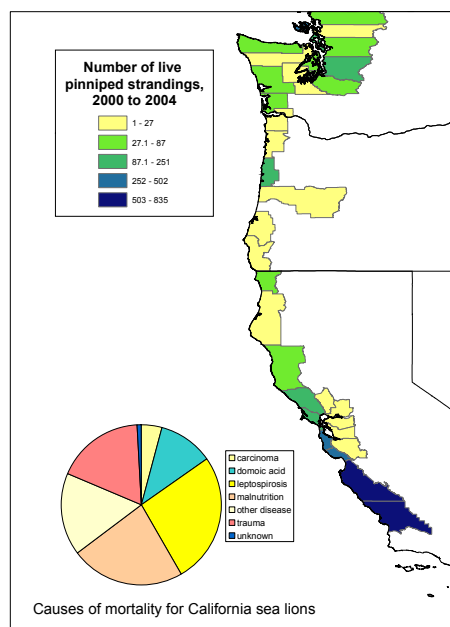 Number of live
pinniped strandings,
2000 to 2004
1 - 27
27.1 - 87
87.1 - 251
252 - 502
503 - 835
carcinoma
domoic acid
leptospirosis
malnutrition
other disease
trauma
unknown
Causes of mortality for California sea lions